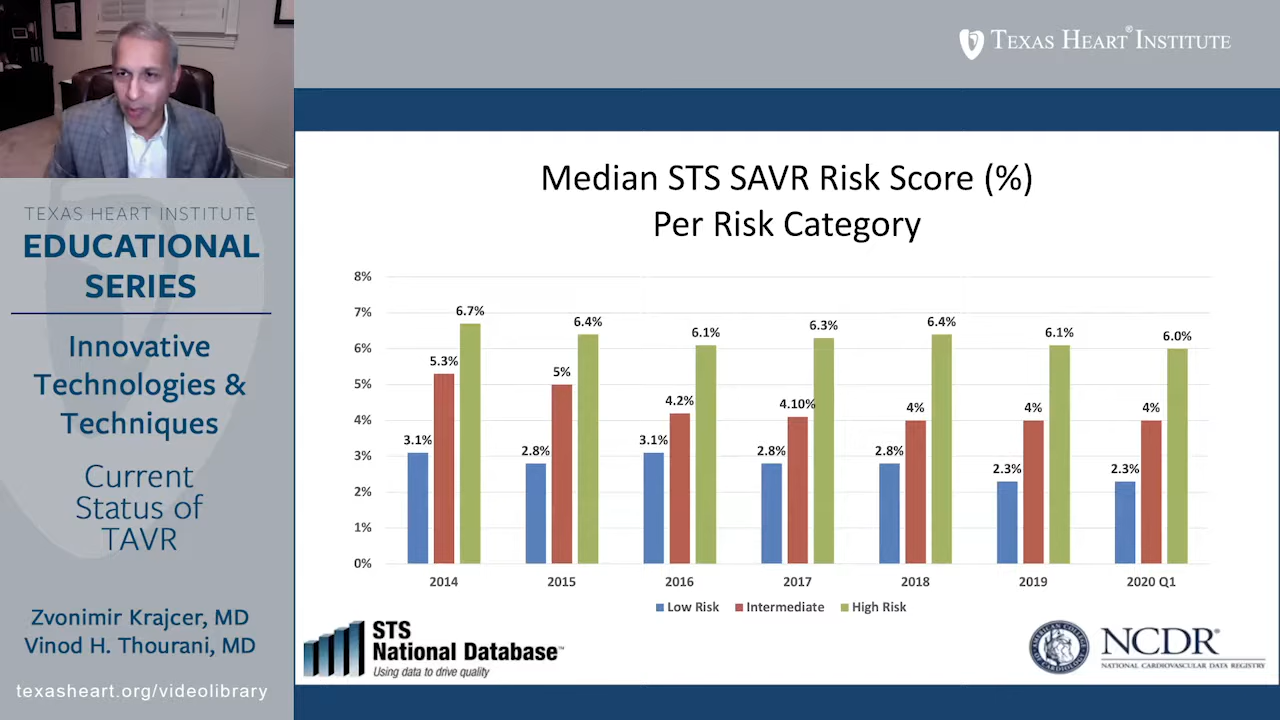 TEXAS HEART® INSTITUTE
TEXAS HEART INSTITUTE
EDUCATIONAL
SERIES
Innovative
Technologies &
Techniques
Current
Status of
TAVR
Zvonimir Krajcer, MD
Vinod H. Thourani, MD
texasheart.org/videolibrary
Median STS SAVR Risk Score (%)
Per Risk Category
8%
7%
6%
5%
4%
3%
2%
1%
0%
3.1% 5.3% 6.7%
2.8% 5% 6.4%
3.1% 4.2% 6.1%
2.8% 4.10% 6.3%
2.8% 4% 6.4%
2.3% 4% 6.1%
2.3% 4% 6.0%
2014 2015 2016 2017 2018 2019 2020 Q1
Low Risk Intermediate High Risk
STS
National Database™
Using data to drive quality
AMERICAN COLLEGE OF CARDIOLOGY
NCDR®
NATIONAL CARDIOVASCULAR DATA REGISTRY